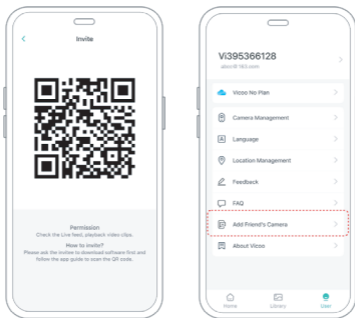 Invite
Permission
Check the Live feed, playback video clips.
How to invite?
Please ask the invitee to download software first and
follow the app guide to scan the QR code.
Vi395366128
Vicoo No Plan
Camera Management
Language
Location Management
Feedback
FAQ
Add Friend's Camera
About Vicoo
Home
Library
User